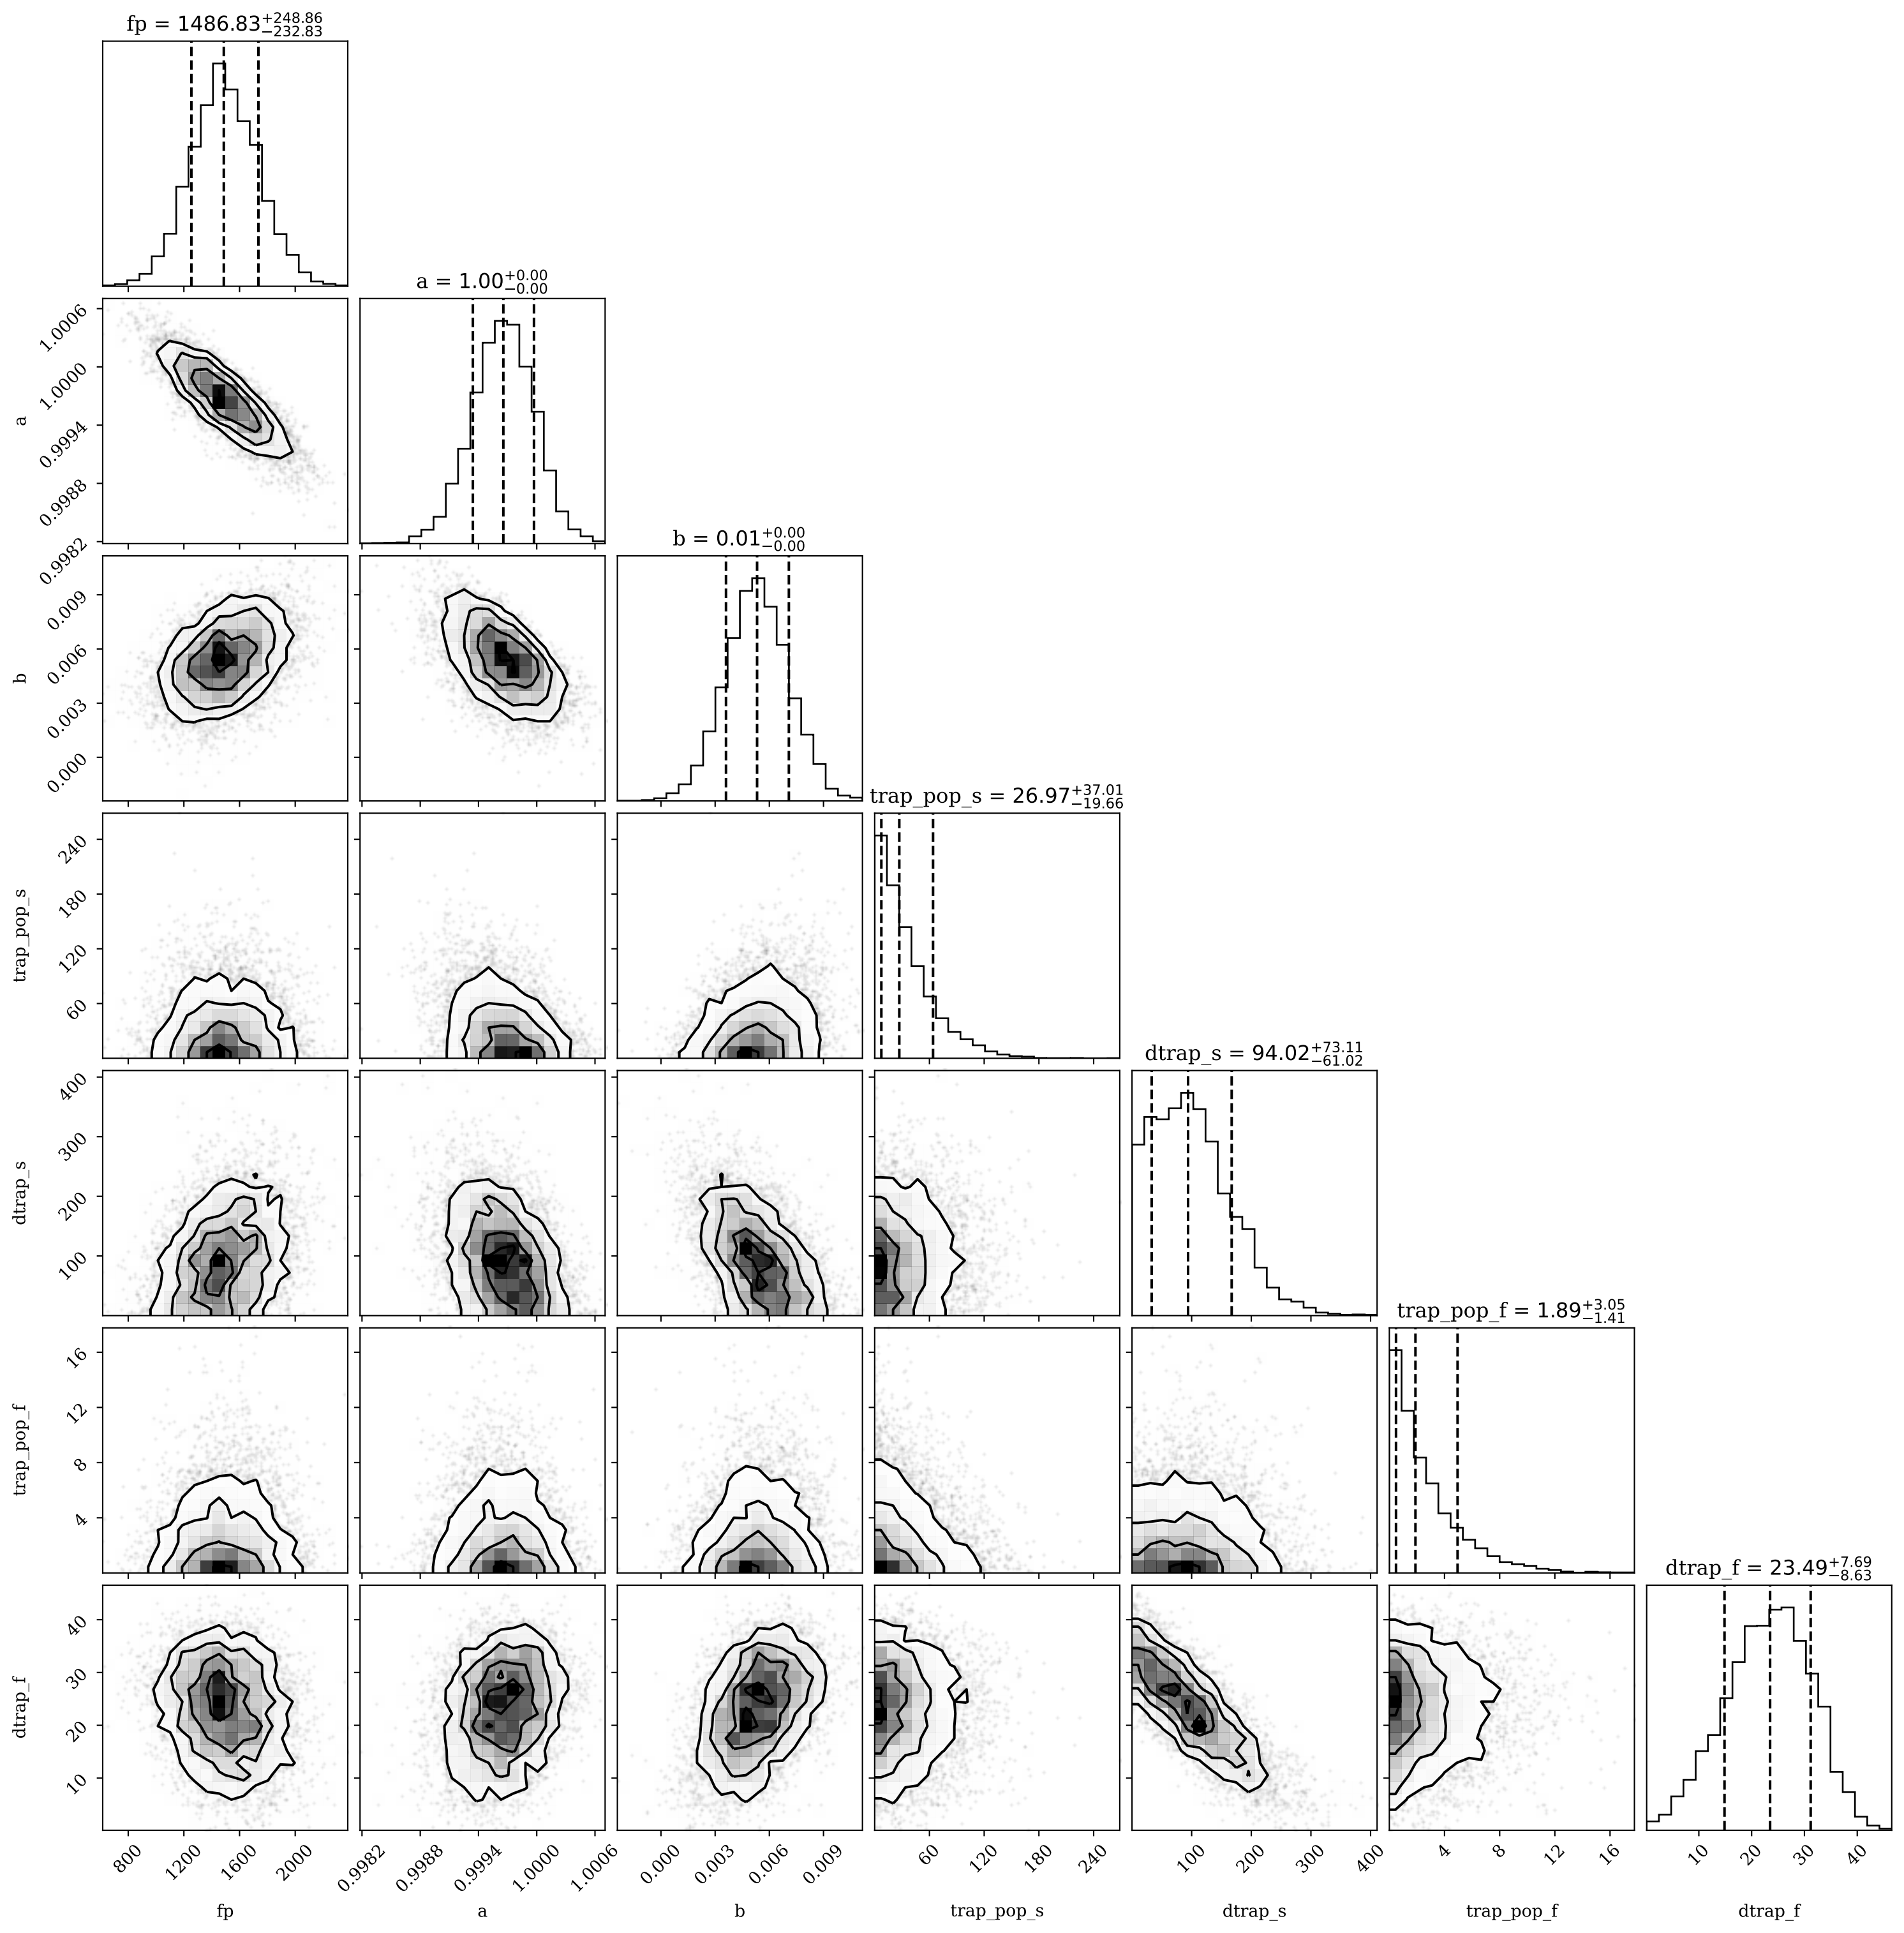 fp = 1486.83 +248.86 −232.83
a = 1.00 +0.00 −0.00
1.0006
1.0000
0.9994
0.9988
0.9982
a
b = 0.01 +0.00 −0.00
0.009
0.006
0.003
0.000
b
trap_pop_s = 26.97 +37.01 −19.66
240
180
120
60
trap_pop_s
dtrap_s = 94.02 +73.11 −61.02
400
300
200
100
dtrap_s
trap_pop_f = 1.89 +3.05 −1.41
16
12
8
4
trap_pop_f
dtrap_f = 23.49 +7.69 −8.63
40
30
20
10
dtrap_f
800 1200 1600 2000 0.9982 0.9988 0.9994 1.0000 1.0006 0.000 0.003 0.006 0.009 60 120 180 240 100 200 300 400 4 8 12 16 10 20 30 40
fp a b trap_pop_s dtrap_s trap_pop_f dtrap_f